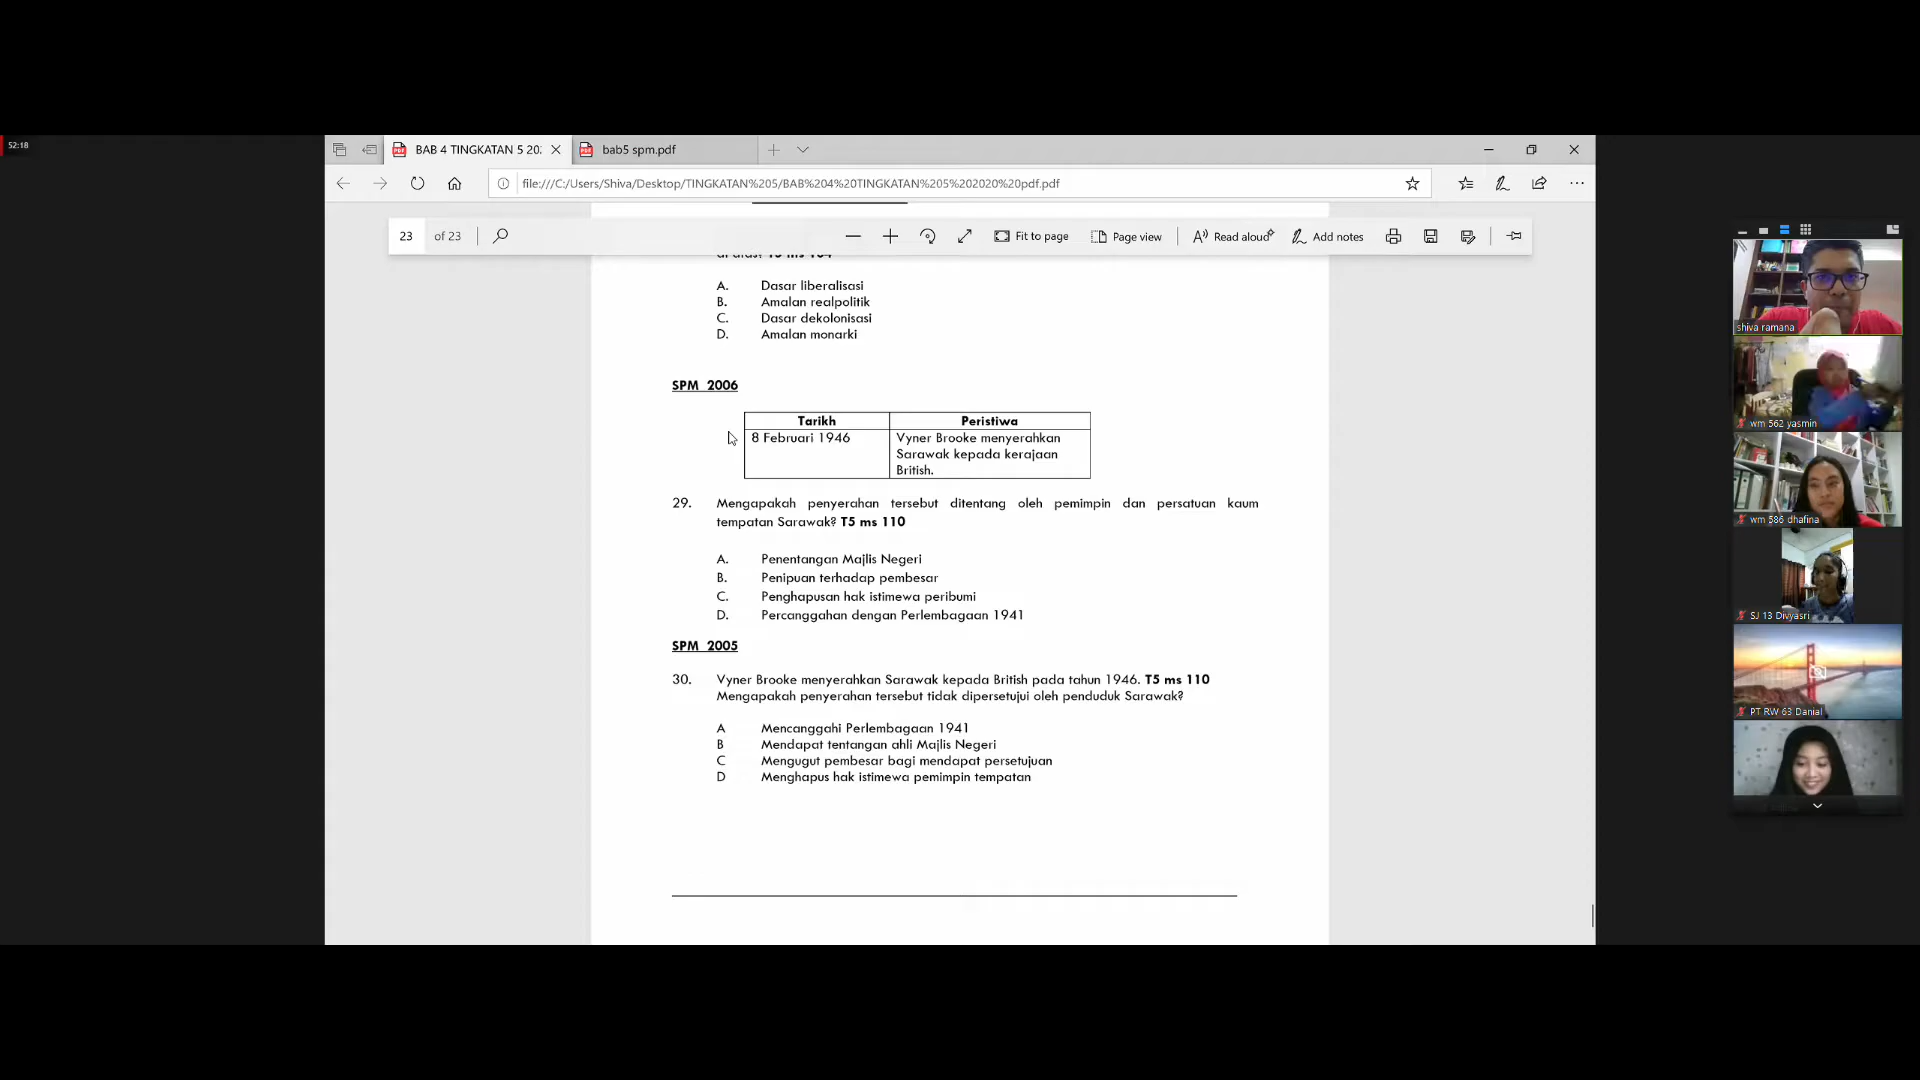 52:18
BAB 4 TINGKATAN 5 20
bab5 spm.pdf
file:///C:/Users/Shiva/Desktop/TINGKATAN%205/BAB%204%20TINGKATAN%205%202020%20pdf.pdf
23 of 23
Fit to page
Page view
Read aloud
Add notes
di atas? T5 ms 104
A. Dasar liberalisasi
B. Amalan realpolitik
C. Dasar dekolonisasi
D. Amalan monarki
SPM 2006
Tarikh Peristiwa
8 Februari 1946 Vyner Brooke menyerahkan
Sarawak kepada kerajaan
British.
29. Mengapakah penyerahan tersebut ditentang oleh pemimpin dan persatuan kaum
tempatan Sarawak? T5 ms 110
A. Penentangan Majlis Negeri
B. Penipuan terhadap pembesar
C. Penghapusan hak istimewa peribumi
D. Percanggahan dengan Perlembagaan 1941
SPM 2005
30. Vyner Brooke menyerahkan Sarawak kepada British pada tahun 1946. T5 ms 110
Mengapakah penyerahan tersebut tidak dipersetujui oleh penduduk Sarawak?
A Mencanggahi Perlembagaan 1941
B Mendapat tentangan ahli Majlis Negeri
C Mengugut pembesar bagi mendapat persetujuan
D Menghapus hak istimewa pemimpin tempatan
shiva ramana
wm 562 yasmin
wm 586 dhafina
SJ 13 Divyasri
PT RW 63 Danial